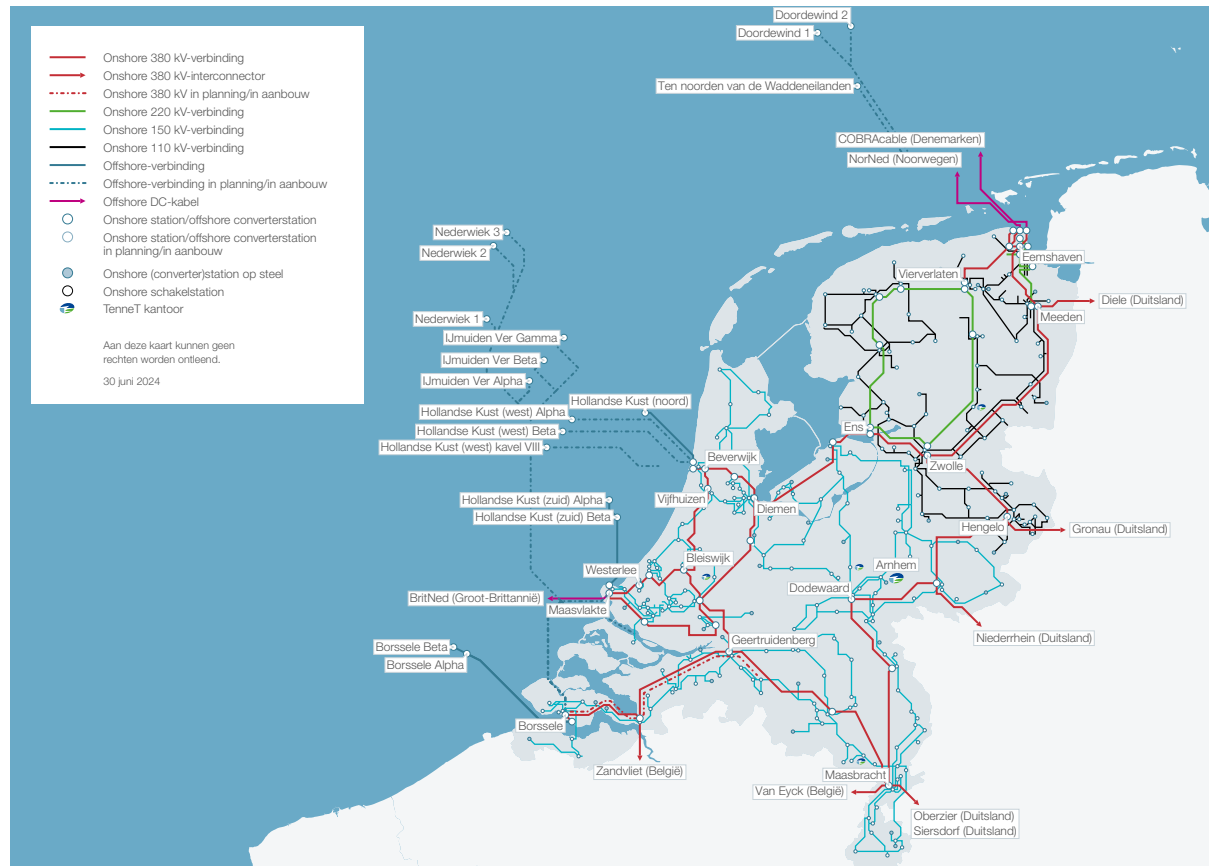 Onshore 380 kV-verbinding
Onshore 380 kV-interconnector
Onshore 380 kV in planning/in aanbouw
Onshore 220 kV-verbinding
Onshore 150 kV-verbinding
Onshore 110 kV-verbinding
Offshore-verbinding
Offshore-verbinding in planning/in aanbouw
Offshore DC-kabel
Onshore station/offshore converterstation
Onshore station/offshore converterstation
in planning/in aanbouw
Onshore (converter)station op steel
Onshore schakelstation
TenneT kantoor
Aan deze kaart kunnen geen
rechten worden ontleend.
30 juni 2024
Doordewind 2
Doordewind 1
Ten noorden van de Waddeneilanden
COBRAcable (Denemarken)
NorNed (Noorwegen)
Nederwiek 3
Nederwiek 2
Eemshaven
Vierverlaten
Diele (Duitsland)
Meeden
Nederwiek 1
IJmuiden Ver Gamma
IJmuiden Ver Beta
IJmuiden Ver Alpha
Hollandse Kust (noord)
Hollandse Kust (west) Alpha
Hollandse Kust (west) Beta
Hollandse Kust (west) kavel VIII
Ens
Beverwijk
Zwolle
Vijfhuizen
Hollandse Kust (zuid) Alpha
Hollandse Kust (zuid) Beta
Diemen
Hengelo
Gronau (Duitsland)
Bleiswijk
Westerlee
Arnhem
Dodewaard
BritNed (Groot-Brittannië)
Maasvlakte
Niederrhein (Duitsland)
Geertruidenberg
Borssele Beta
Borssele Alpha
Borssele
Zandvliet (België)
Maasbracht
Van Eyck (België)
Oberzier (Duitsland)
Siersdorf (Duitsland)